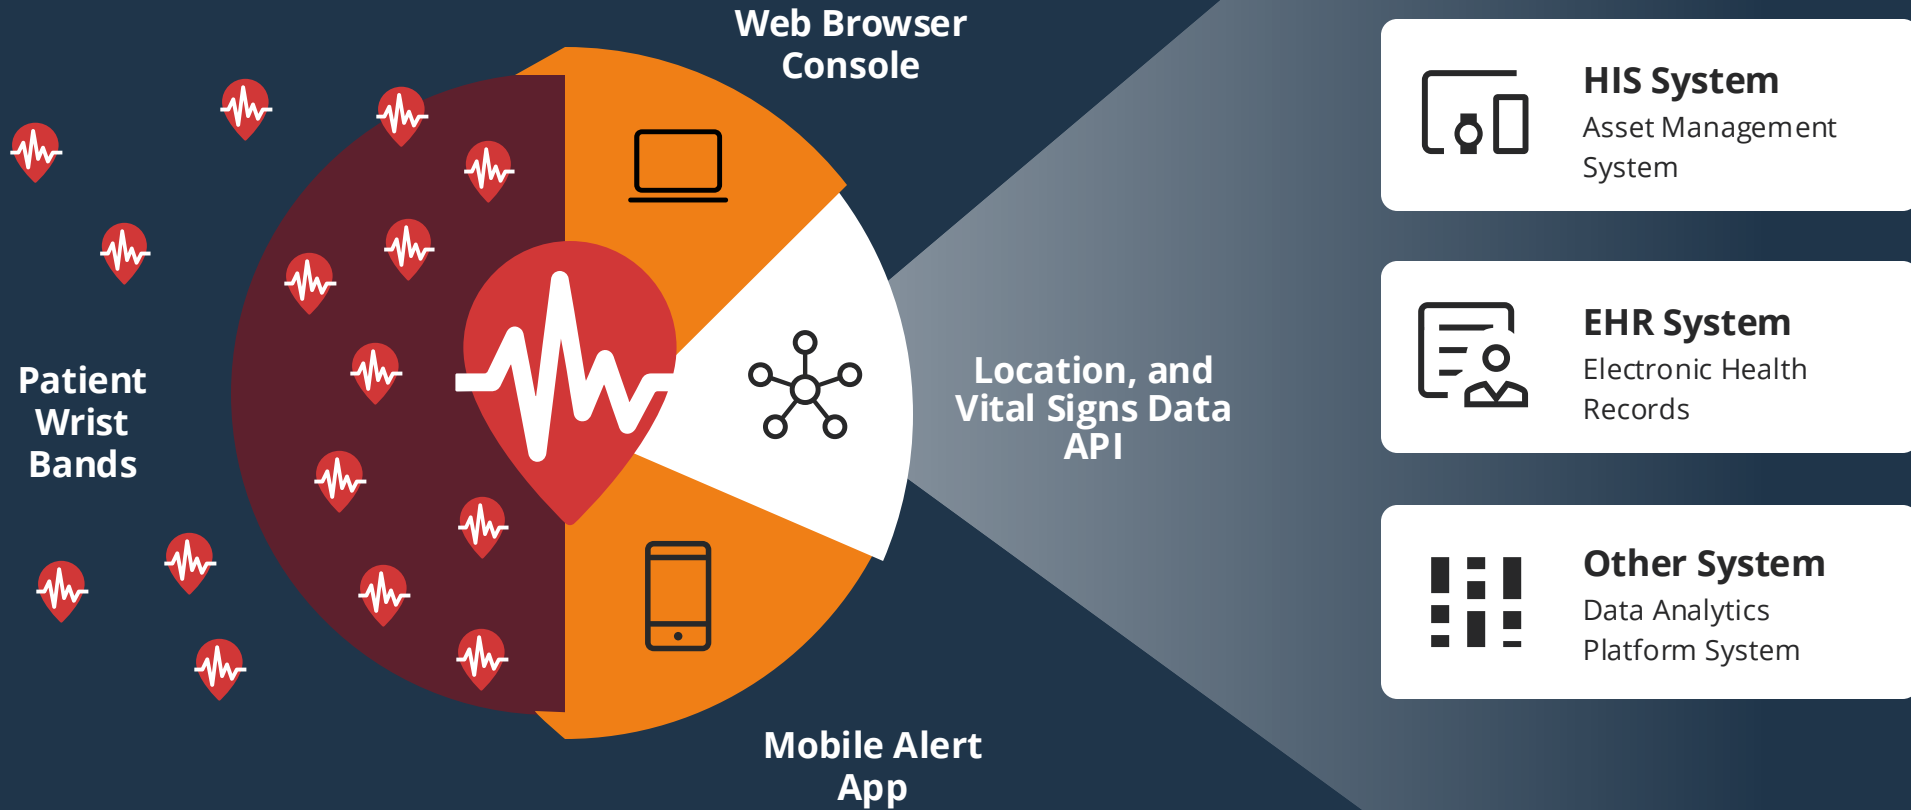 Web Browser
Console
Patient
Wrist
Bands
Location, and
Vital Signs Data
API
Mobile Alert
App
HIS System
Asset Management
System
EHR System
Electronic Health
Records
Other System
Data Analytics
Platform System